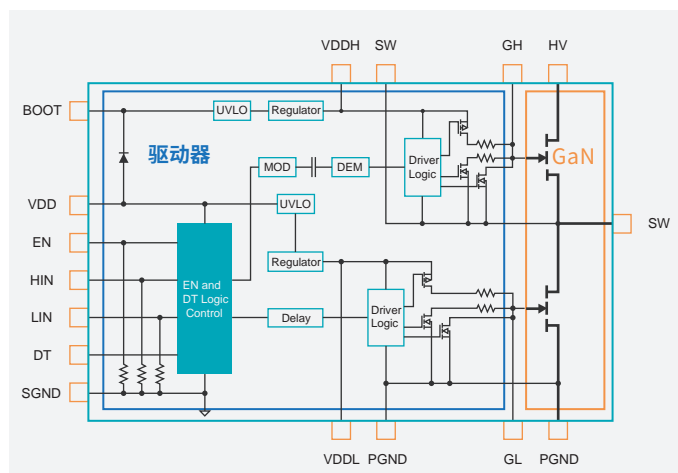 VDDH SW GH HV
BOOT
UVLO Regulator
驱动器
MOD DEM
Driver
Logic
GaN
VDD
UVLO
SW
EN
Regulator
HIN
EN and
DT Logic
Control
LIN
Delay
Driver
Logic
DT
SGND
VDDL PGND GL PGND